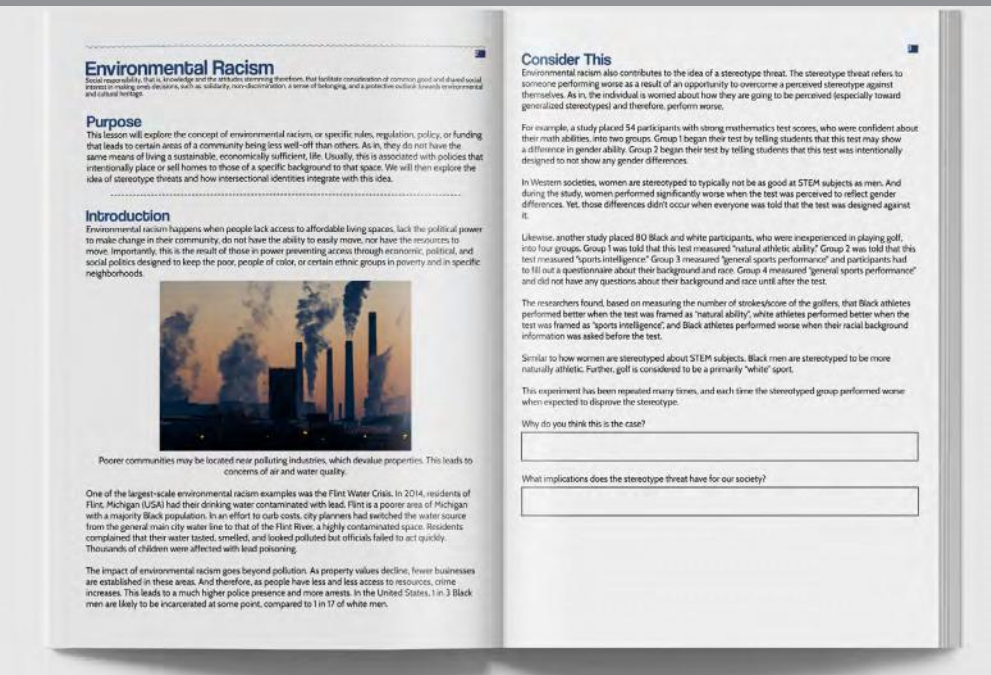 Environmental Racism
Social responsibility, that is, knowledge and the attitudes stemming therefrom, that facilitate consideration of common good and shared social
interest in making one's decisions, such as: solidarity, non-discrimination, a sense of belonging, and a protective outlook towards environmental
and cultural heritage.
Purpose
This lesson will explore the concept of environmental racism, or specific rules, regulation, policy, or funding
that leads to certain areas of a community being less well-off than others. As in, they do not have the
same means of living a sustainable, economically sufficient, life. Usually, this is associated with policies that
intentionally place or sell homes to those of a specific background to that space. We will then explore the
idea of stereotype threats and how intersectional identities integrate with this idea.
Introduction
Environmental racism happens when people lack access to affordable living spaces, lack the political power
to make change in their community, do not have the ability to easily move, nor have the resources to
move. Importantly, this is the result of those in power preventing access through economic, political, and
social politics designed to keep the poor, people of color, or certain ethnic groups in poverty and in specific
neighborhoods.
Poorer communities may be located near polluting industries, which devalue properties. This leads to
concerns of air and water quality.
One of the largest-scale environmental racism examples was the Flint Water Crisis. In 2014, residents of
Flint, Michigan (USA) had their drinking water contaminated with lead. Flint is a poorer area of Michigan
with a majority Black population. In an effort to curb costs, city planners had switched the water source
from the general main city water line to that of the Flint River, a highly contaminated space. Residents
complained that their water tasted, smelled, and looked polluted but officials failed to act quickly.
Thousands of children were affected with lead poisoning.
The impact of environmental racism goes beyond pollution. As property values decline, fewer businesses
are established in these areas. And therefore, as people have less and less access to resources, crime
increases. This leads to a much higher police presence and more arrests. In the United States, 1 in 3 Black
men are likely to be incarcerated at some point, compared to 1 in 17 of white men.
Consider This
Environmental racism also contributes to the idea of a stereotype threat. The stereotype threat refers to
someone performing worse as a result of an opportunity to overcome a perceived stereotype against
themselves. As in, the individual is worried about how they are going to be perceived (especially toward
generalized stereotypes) and therefore, perform worse.
For example, a study placed 54 participants with strong mathematics test scores, who were confident about
their math abilities, into two groups. Group 1 began their test by telling students that this test may show
a difference in gender ability. Group 2 began their test by telling students that this was intentionally
designed to not show any gender differences.
In Western societies, women are stereotyped to typically not be as good at STEM subjects as men. And
during the study, women performed significantly worse when the test was perceived to reflect gender
differences. Yet, those differences didn't occur when everyone was told that the test was designed against
it.
Likewise, another study placed 80 Black and white participants, who were inexperienced in playing golf,
into four groups. Group 1 was told that this test measured "natural athletic ability." Group 2 was told that this
test measured "sports intelligence." Group 3 measured "general sports performance" and participants had
to fill out a questionnaire about their background and race. Group 4 measured "general sports performance"
and did not have any questions about their background and race until after the test.
The researchers found, based on measuring the number of strokes/score of the golfers, that Black athletes
performed better when the test was framed as "natural ability", white athletes performed better when the
test was framed as "sports intelligence", and Black athletes performed worse when their racial background
information was asked before the test.
Similar to how women are stereotyped about STEM subjects, Black men are stereotyped to be more
naturally athletic. Further, golf is considered to be a primarily "white" sport.
This experiment has been repeated many times, and each time the stereotyped group performed worse
when expected to disprove the stereotype.
Why do you think this is the case?
What implications does the stereotype threat have for our society?